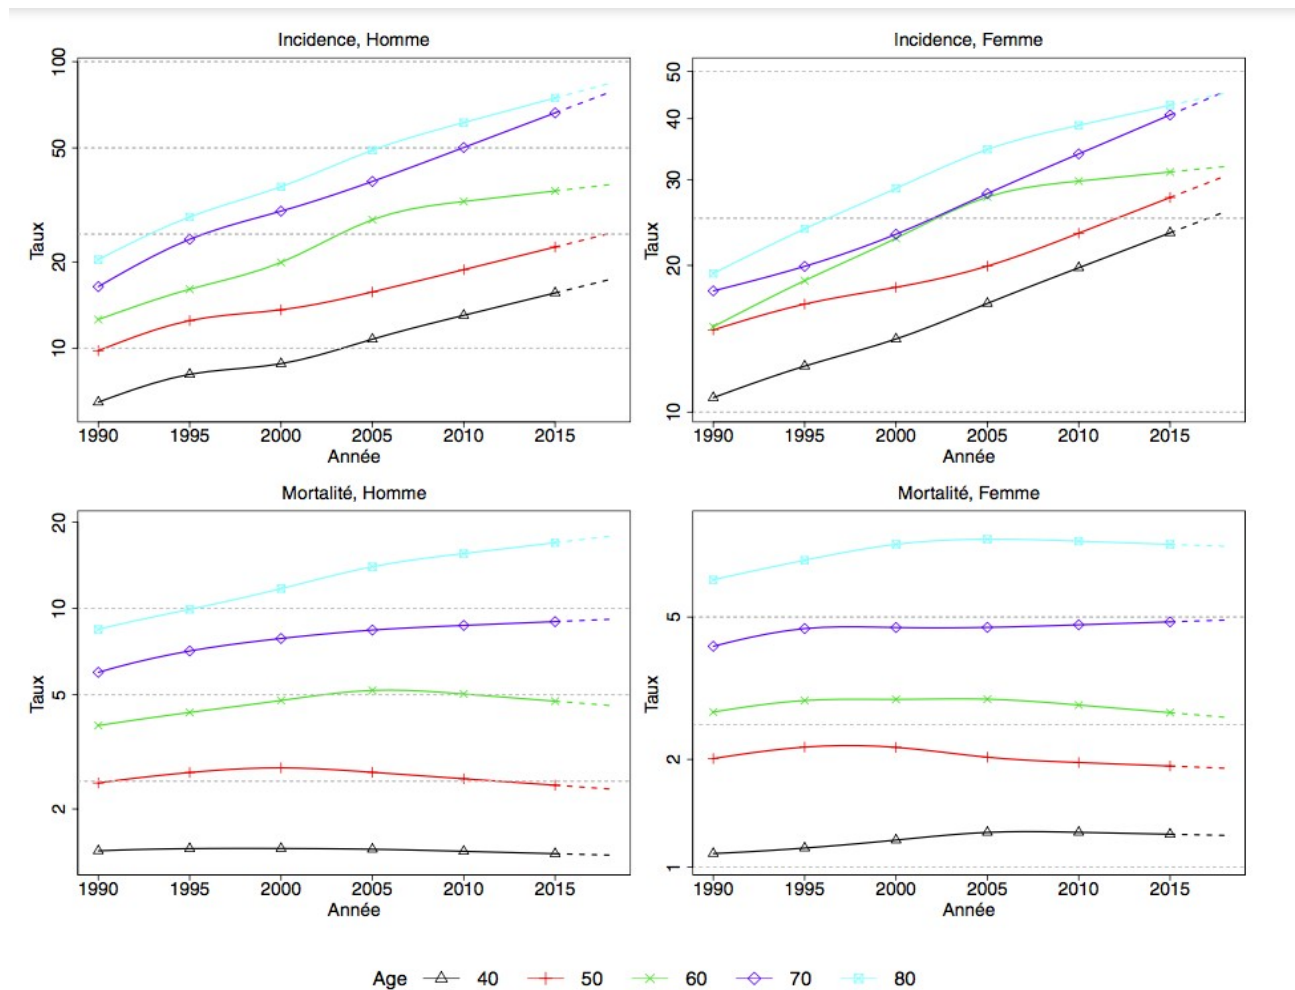 Incidence, Homme
100
50
20
10
Taux
1990 1995 2000 2005 2010 2015
Année
Incidence, Femme
50
40
30
20
10
Taux
1990 1995 2000 2005 2010 2015
Année
Mortalité, Homme
20
10
5
2
Taux
1990 1995 2000 2005 2010 2015
Année
Mortalité, Femme
5
2
1
Taux
1990 1995 2000 2005 2010 2015
Année
Age 40 50 60 70 80